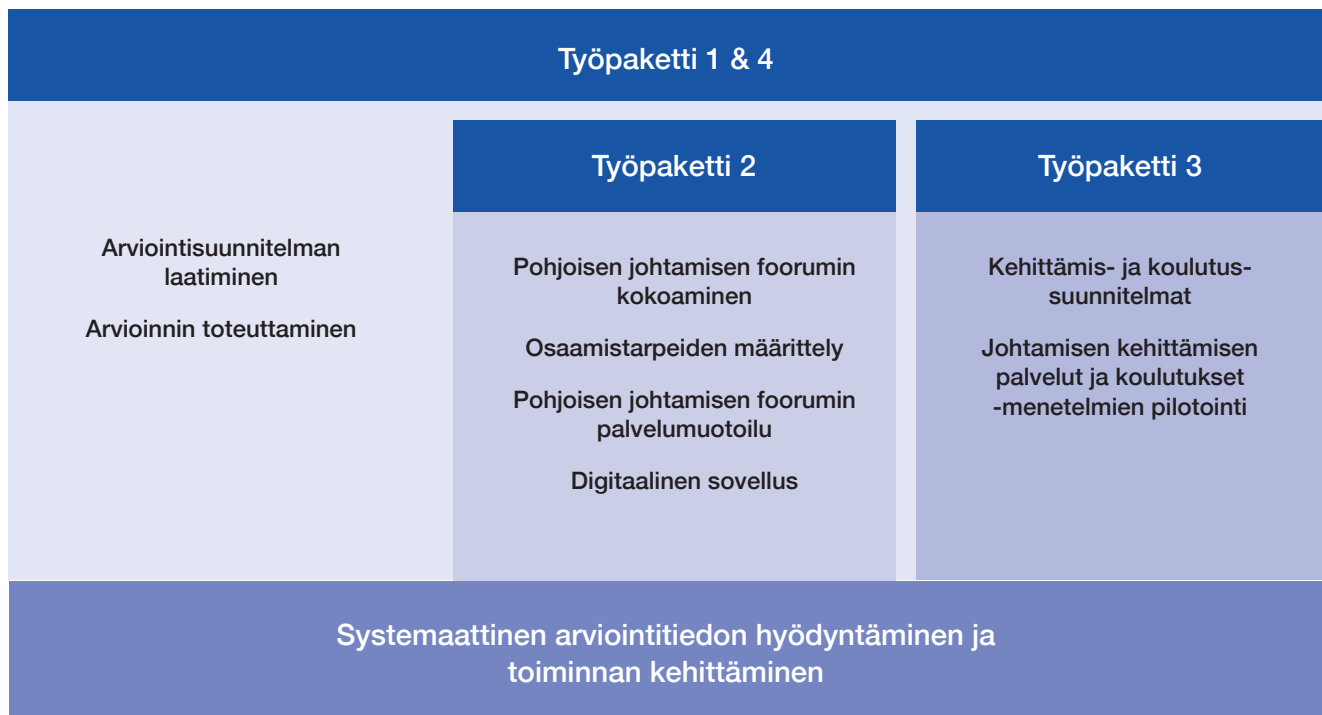 Työpaketti 1 & 4
Arviointisuunnitelman
laatiminen
Arvioinnin toteuttaminen
Työpaketti 2
Pohjoisen johtamisen foorumin
kokoaminen
Osaamistarpeiden määrittely
Pohjoisen johtamisen foorumin
palvelumuotoilu
Digitaalinen sovellus
Työpaketti 3
Kehittämis- ja koulutus-
suunnitelmat
Johtamisen kehittämisen
palvelut ja koulutukset
-menetelmien pilotointi
Systemaattinen arviointitiedon hyödyntäminen ja
toiminnan kehittäminen